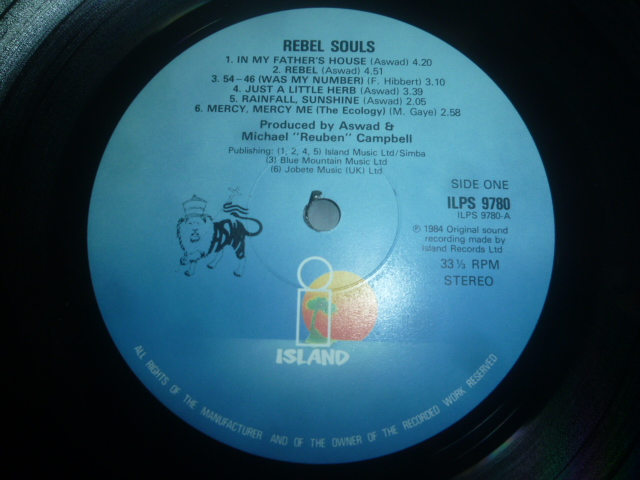 REBEL SOULS
1. IN MY FATHER'S HOUSE (Aswad) 4.20
2. REBEL (Aswad) 4.51
3. 54-46 (WAS MY NUMBER) (F. Hibbert) 3.10
4. JUST A LITTLE HERB (Aswad) 3.39
5. RAINFALL, SUNSHINE (Aswad) 2.05
6. MERCY, MERCY ME (The Ecology) (M. Gaye) 2.58
Produced by Aswad &
Michael "Reuben" Campbell
Publishing: (1, 2, 4, 5) Island Music Ltd/Simba
(3) Blue Mountain Music Ltd
(6) Jobete Music (UK) Ltd
SIDE ONE
ILPS 9780
ILPS 9780-A
℗ 1984 Original sound
recording made by
Island Records Ltd
33⅓ RPM
STEREO
i
ISLAND
ALL RIGHTS OF THE MANUFACTURER AND OF THE OWNER OF THE RECORDED WORK RESERVED